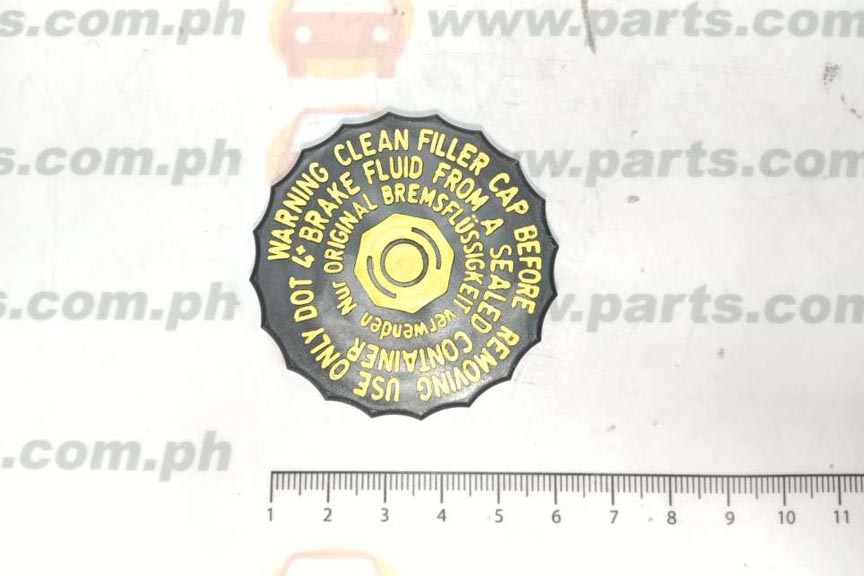 s.com.ph
www.parts.com.
s.com.ph
www.parts.com.
s.com.ph
www.parts.com.
s.com.ph
WARNING CLEAN FILLER CAP BEFORE REMOVING
USE ONLY DOT 4+ BRAKE FLUID FROM A SEALED CONTAINER
Nur ORIGINAL BREMSFLÜSSIGKEIT verwenden
1 2 3 4 5 6 7 8 9 10 11